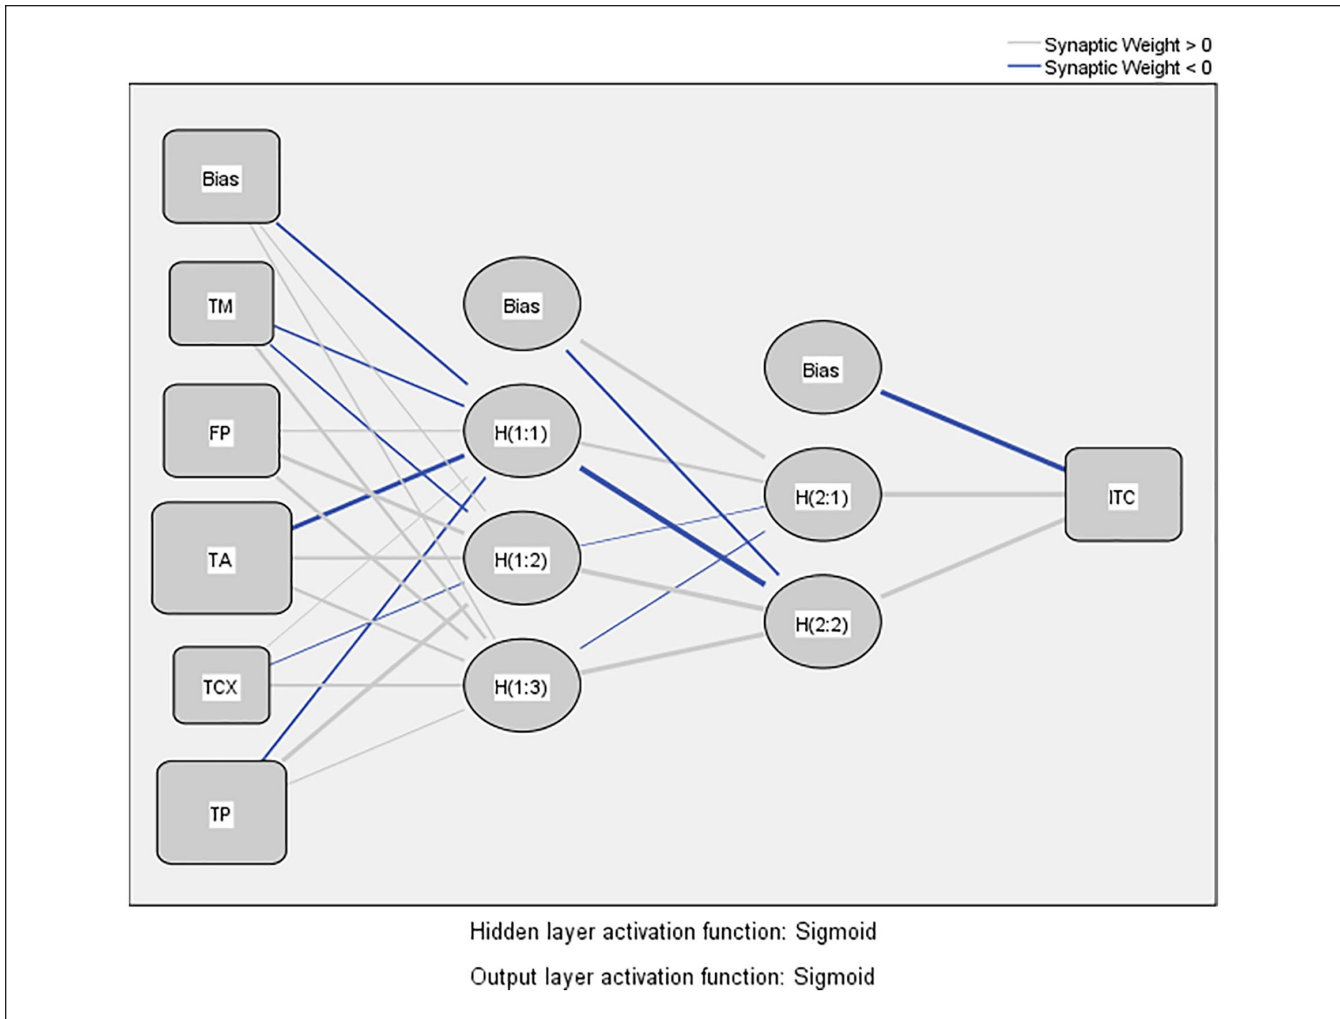 Synaptic Weight > 0
Synaptic Weight < 0
Bias
TM
FP
TA
TCX
TP
Bias
H(1:1)
H(1:2)
H(1:3)
Bias
H(2:1)
H(2:2)
ITC
Hidden layer activation function: Sigmoid
Output layer activation function: Sigmoid